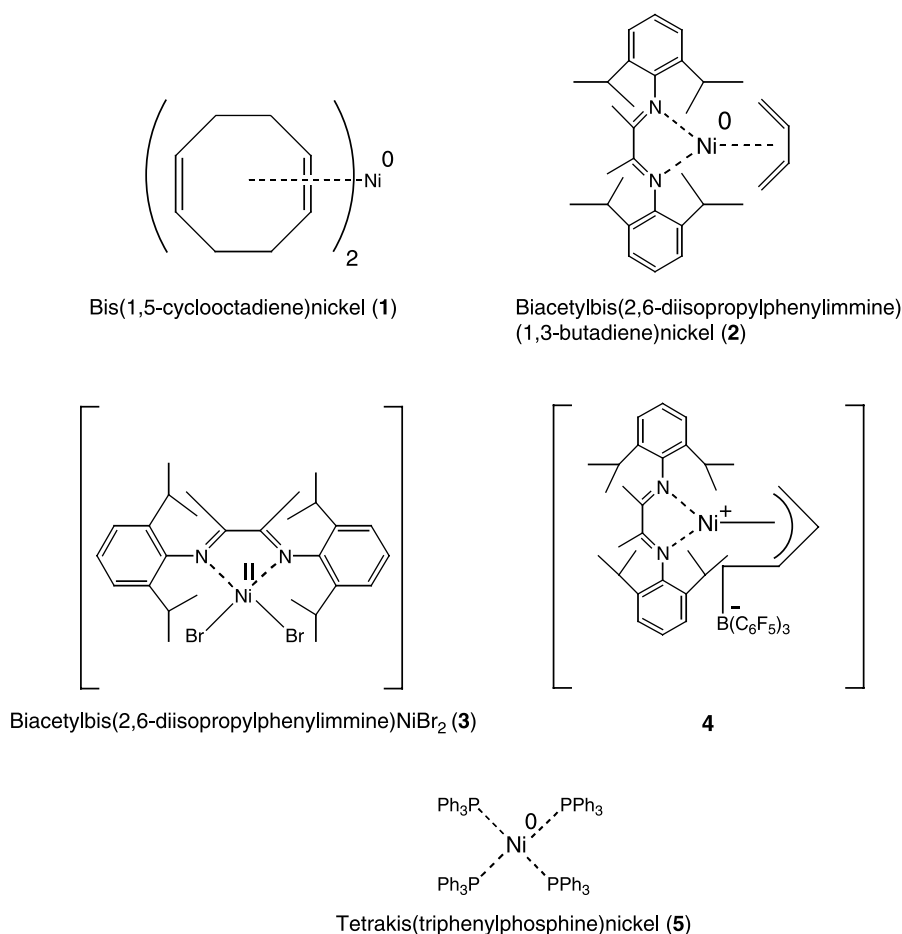 N
0
Ni
N
0
Ni
2
Bis(1,5-cyclooctadiene)nickel (1)
Biacetylbis(2,6-diisopropylphenylimmine)
(1,3-butadiene)nickel (2)
N
N
II
Ni
Br
Br
N
Ni
+
N
−
B(C₆F₅)₃
Biacetylbis(2,6-diisopropylphenylimmine)NiBr₂ (3)
4
Ph₃P
PPh₃
0
Ni
Ph₃P
PPh₃
Tetrakis(triphenylphosphine)nickel (5)